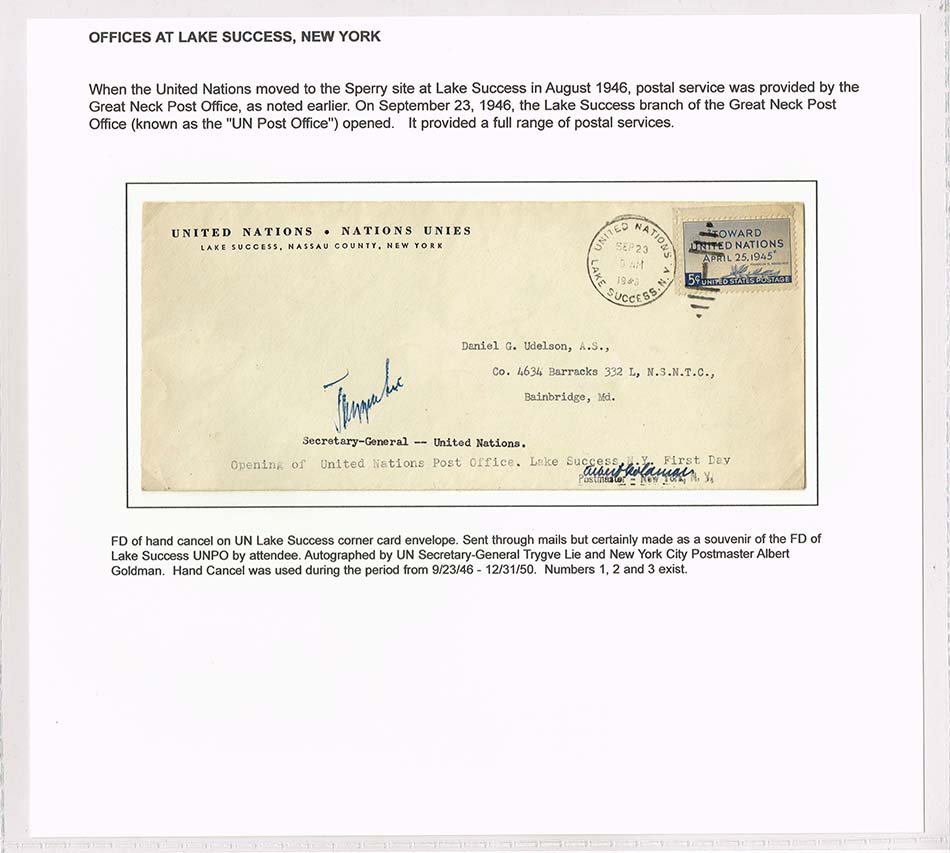 OFFICES AT LAKE SUCCESS, NEW YORK
When the United Nations moved to the Sperry site at Lake Success in August 1946, postal service was provided by the
Great Neck Post Office, as noted earlier. On September 23, 1946, the Lake Success branch of the Great Neck Post
Office (known as the "UN Post Office") opened. It provided a full range of postal services.
UNITED NATIONS • NATIONS UNIES
LAKE SUCCESS, NASSAU COUNTY, NEW YORK
UNITED NATIONS
LAKE SUCCESS, N.Y.
SEP 23
9 AM
TOWARD
UNITED NATIONS
APRIL 25, 1945
5¢ UNITED STATES POSTAGE
Daniel G. Udelson, A.S.,
Co. 4634 Barracks 332 L, N.S.N.T.C.,
Bainbridge, Md.
Trygve Lie
Secretary-General -- United Nations.
Opening of United Nations Post Office. Lake Success, N.Y. First Day
Albert Goldman
Postmaster - New York, N. Y.
FD of hand cancel on UN Lake Success corner card envelope. Sent through mails but certainly made as a souvenir of the FD of
Lake Success UNPO by attendee. Autographed by UN Secretary-General Trygve Lie and New York City Postmaster Albert
Goldman. Hand Cancel was used during the period from 9/23/46 - 12/31/50. Numbers 1, 2 and 3 exist.